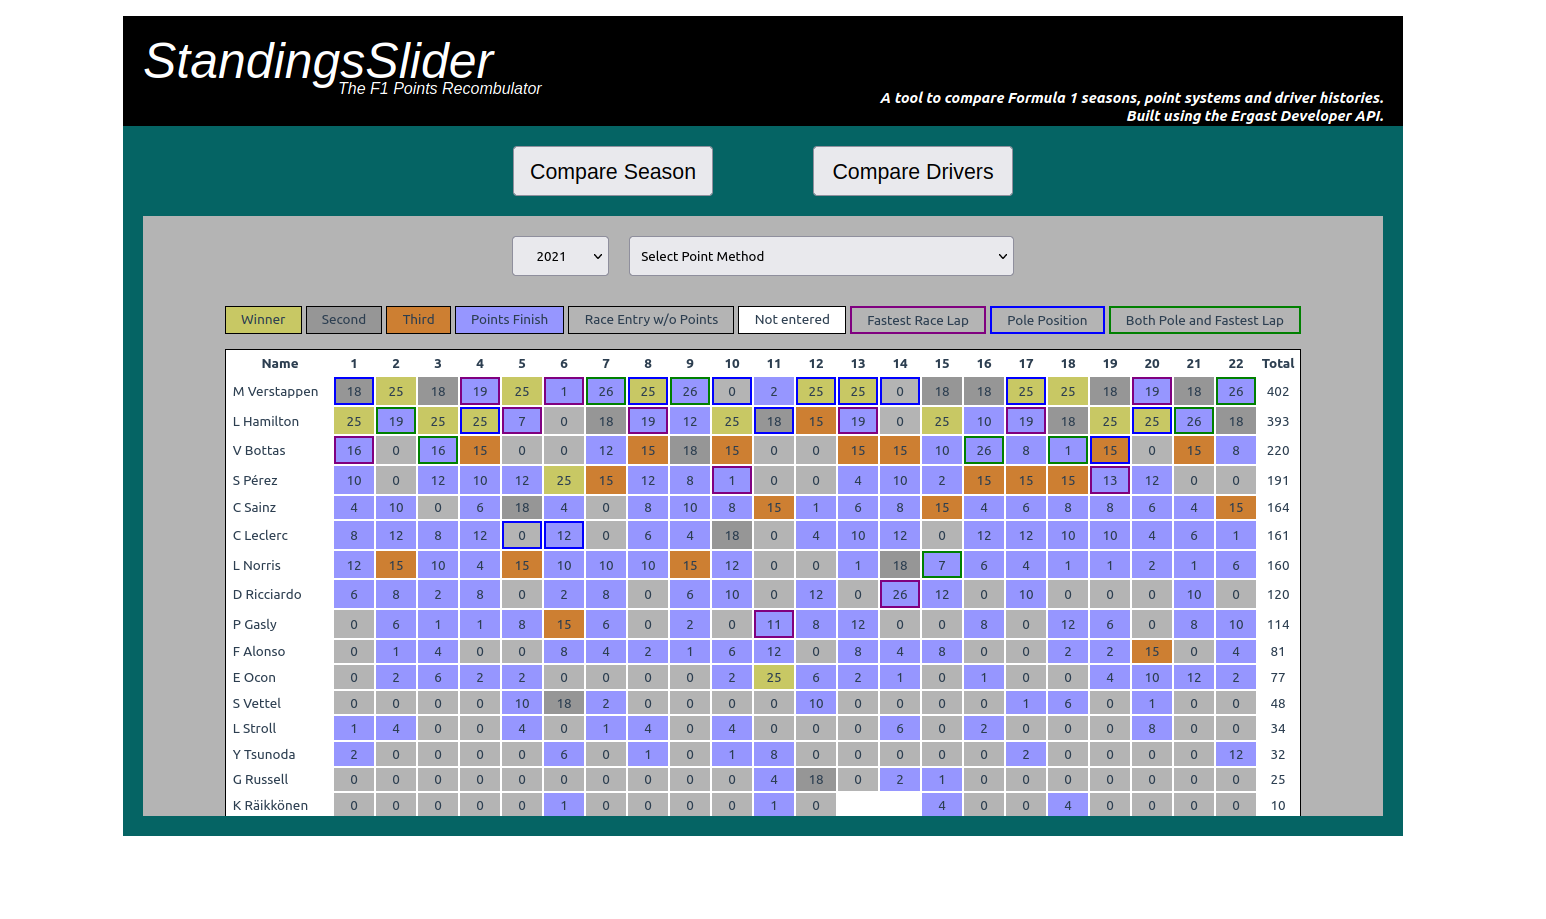 StandingsSlider
The F1 Points Recombulator
A tool to compare Formula 1 seasons, point systems and driver histories.
Built using the Ergast Developer API.
Compare Season Compare Drivers
2021 Select Point Method
Winner Second Third Points Finish Race Entry w/o Points Not entered Fastest Race Lap Pole Position Both Pole and Fastest Lap
Name 1 2 3 4 5 6 7 8 9 10 11 12 13 14 15 16 17 18 19 20 21 22 Total
M Verstappen 18 25 18 19 25 1 26 25 26 0 2 25 25 0 18 18 25 25 18 19 18 26 402
L Hamilton 25 19 25 25 7 0 18 19 12 25 18 15 19 0 25 10 19 18 25 25 26 18 393
V Bottas 16 0 16 15 0 0 12 15 18 15 0 0 15 15 10 26 8 1 15 0 15 8 220
S Pérez 10 0 12 10 12 25 15 12 8 1 0 0 4 10 2 15 15 15 13 12 0 0 191
C Sainz 4 10 0 6 18 4 0 8 10 8 15 1 6 8 15 4 6 8 8 6 4 15 164
C Leclerc 8 12 8 12 0 12 0 6 4 18 0 4 10 12 0 12 12 10 10 4 6 1 161
L Norris 12 15 10 4 15 10 10 10 15 12 0 0 1 18 7 6 4 1 1 2 1 6 160
D Ricciardo 6 8 2 8 0 2 8 0 6 10 0 12 0 26 12 0 10 0 0 0 10 0 120
P Gasly 0 6 1 1 8 15 6 0 2 0 11 8 12 0 0 8 0 12 6 0 8 10 114
F Alonso 0 1 4 0 0 8 4 2 1 6 12 0 8 4 8 0 0 2 2 15 0 4 81
E Ocon 0 2 6 2 2 0 0 0 0 2 25 6 2 1 0 1 0 0 4 10 12 2 77
S Vettel 0 0 0 0 10 18 2 0 0 0 0 10 0 0 0 0 1 6 0 1 0 0 48
L Stroll 1 4 0 0 4 0 1 4 0 4 0 0 0 6 0 2 0 0 0 8 0 0 34
Y Tsunoda 2 0 0 0 0 6 0 1 0 1 8 0 0 0 0 0 2 0 0 0 0 12 32
G Russell 0 0 0 0 0 0 0 0 0 0 4 18 0 2 1 0 0 0 0 0 0 0 25
K Räikkönen 0 0 0 0 0 1 0 0 0 0 1 0 4 0 0 4 0 0 0 0 10